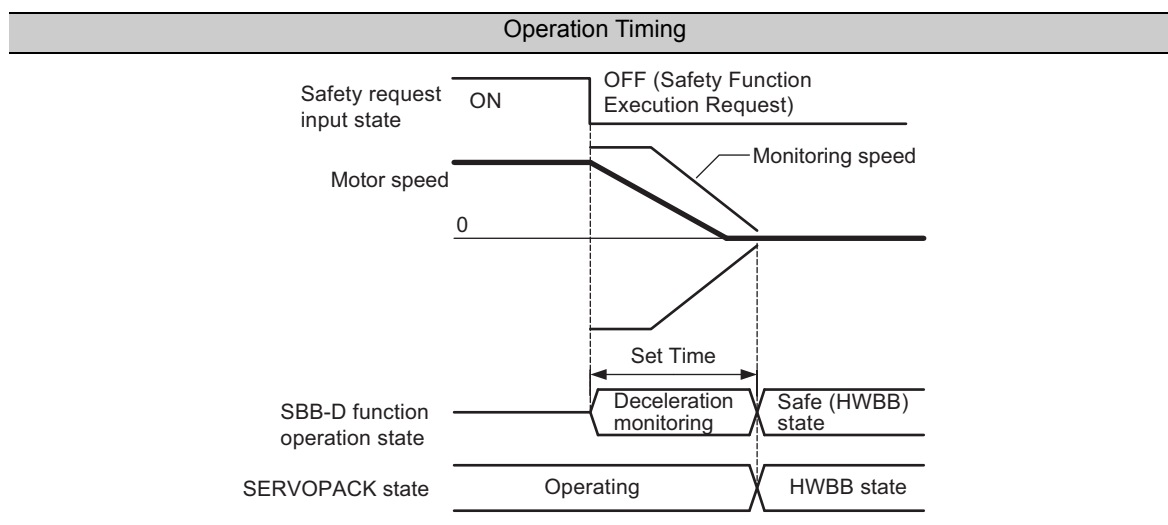 Operation Timing
Safety request
input state
ON
OFF (Safety Function
Execution Request)
Monitoring speed
Motor speed
0
Set Time
SBB-D function
operation state
Deceleration
monitoring
Safe (HWBB)
state
SERVOPACK state
Operating
HWBB state